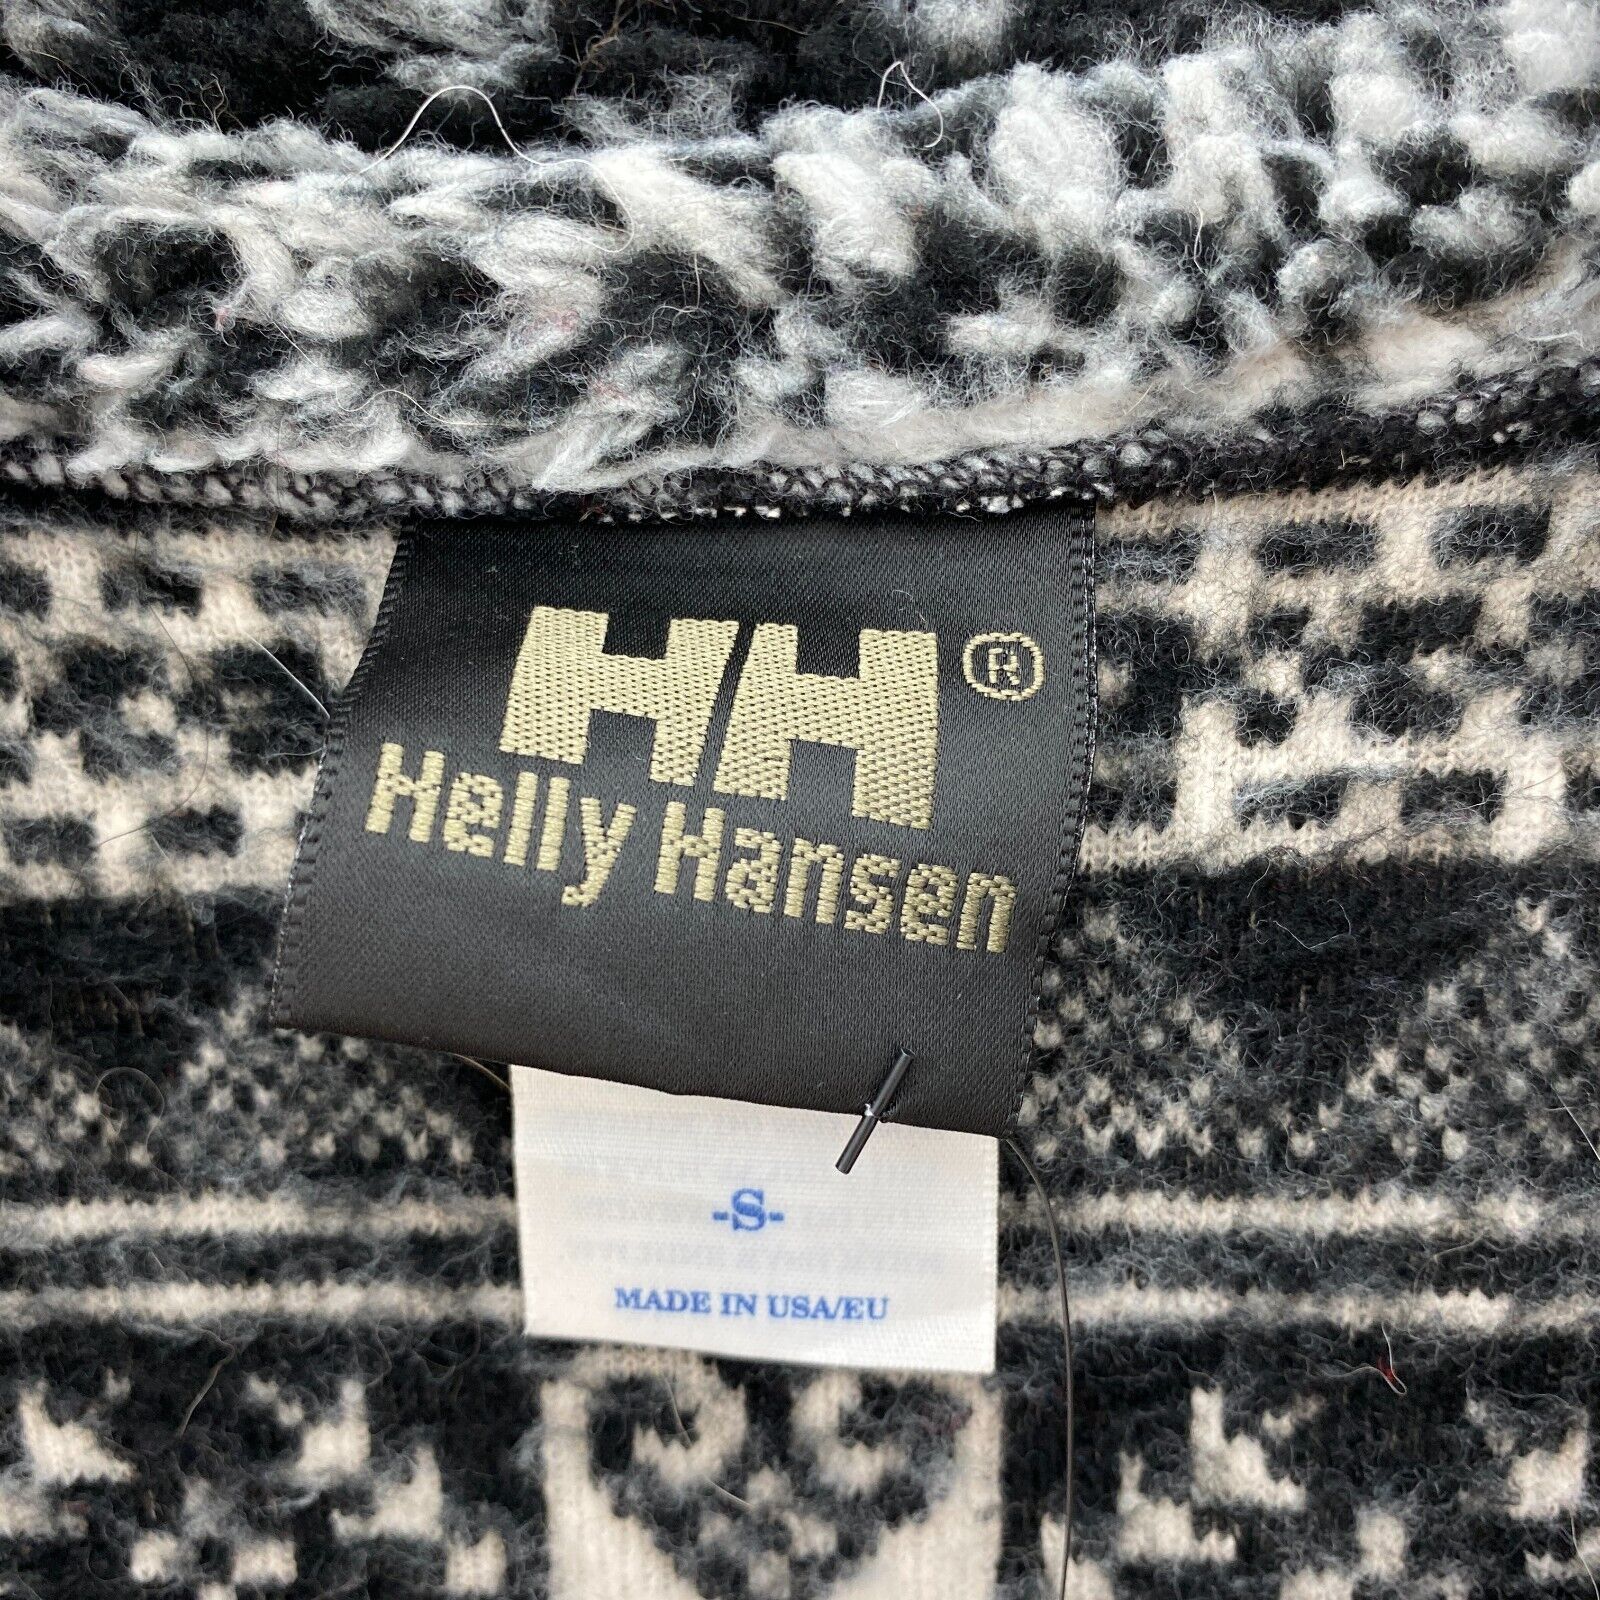 HH®
Helly Hansen
-S-
MADE IN USA/EU